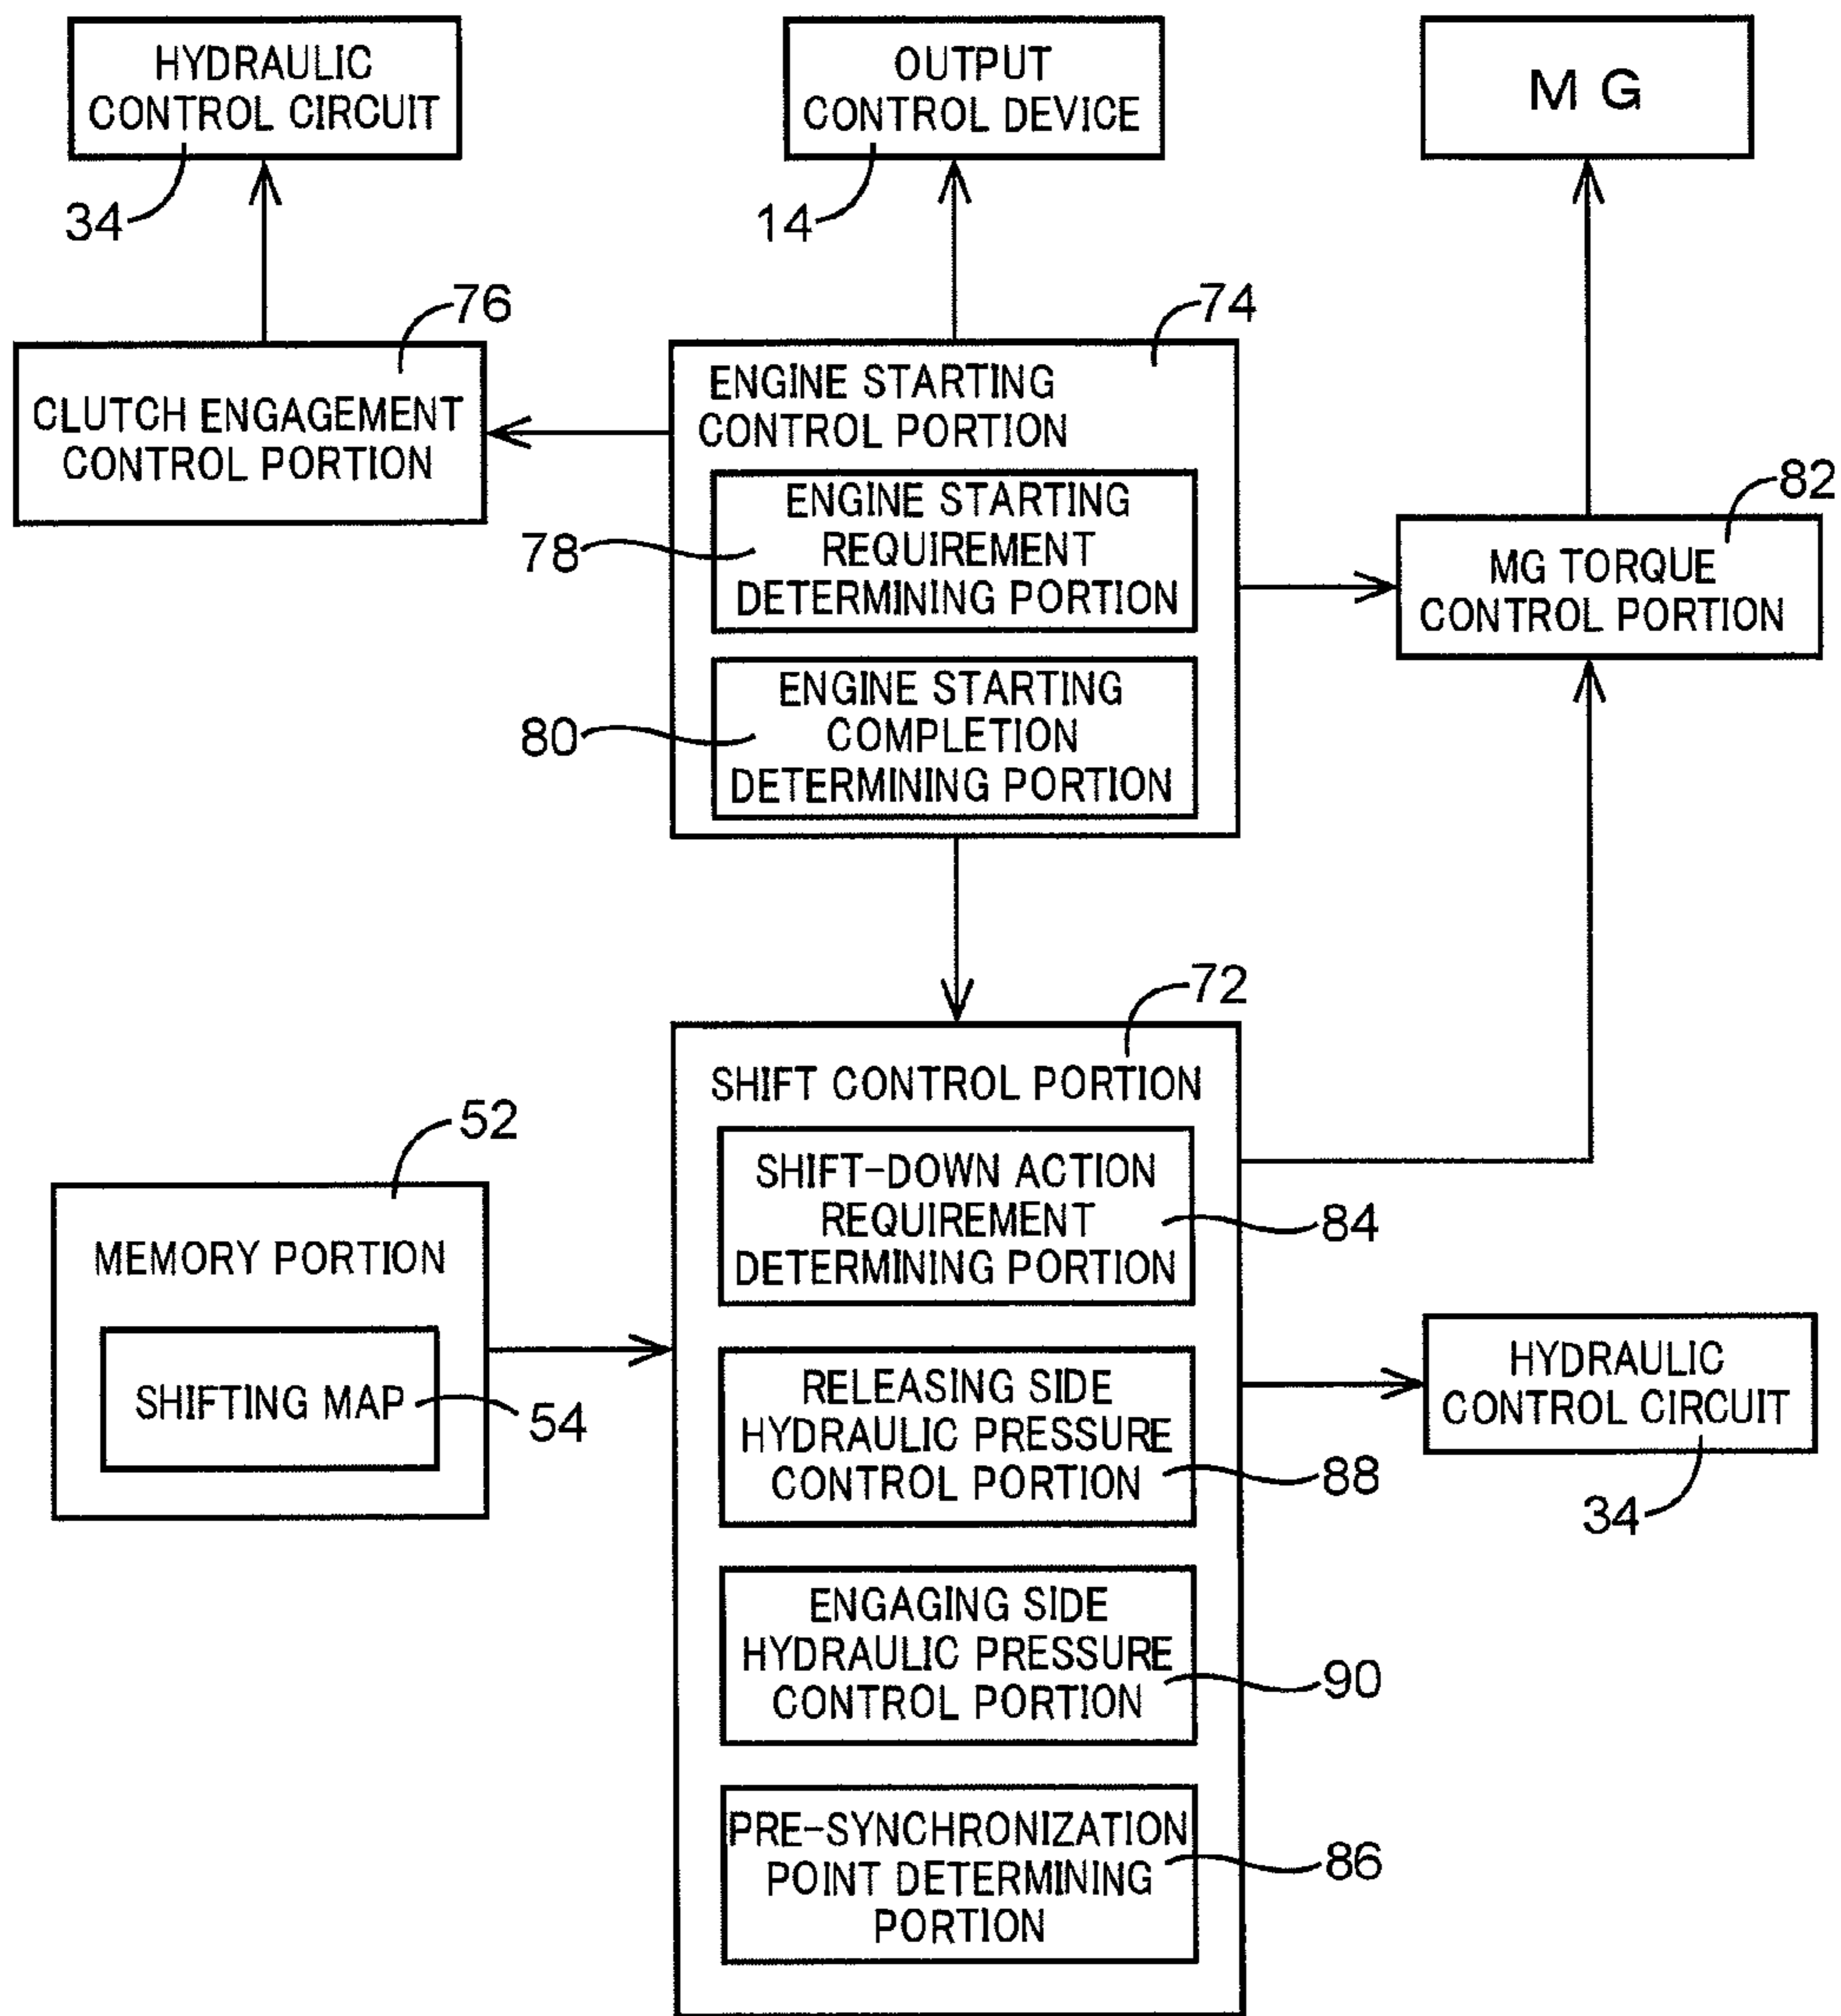 HYDRAULIC
CONTROL CIRCUIT
34
OUTPUT
CONTROL DEVICE
14
MG
76
CLUTCH ENGAGEMENT
CONTROL PORTION
74
ENGINE STARTING
CONTROL PORTION
78
ENGINE STARTING
REQUIREMENT
DETERMINING PORTION
80
ENGINE STARTING
COMPLETION
DETERMINING PORTION
82
MG TORQUE
CONTROL PORTION
72
SHIFT CONTROL PORTION
SHIFT-DOWN ACTION
REQUIREMENT
DETERMINING PORTION
84
52
MEMORY PORTION
SHIFTING MAP
54
RELEASING SIDE
HYDRAULIC PRESSURE
CONTROL PORTION
88
HYDRAULIC
CONTROL CIRCUIT
34
ENGAGING SIDE
HYDRAULIC PRESSURE
CONTROL PORTION
90
PRE-SYNCHRONIZATION
POINT DETERMINING
PORTION
86